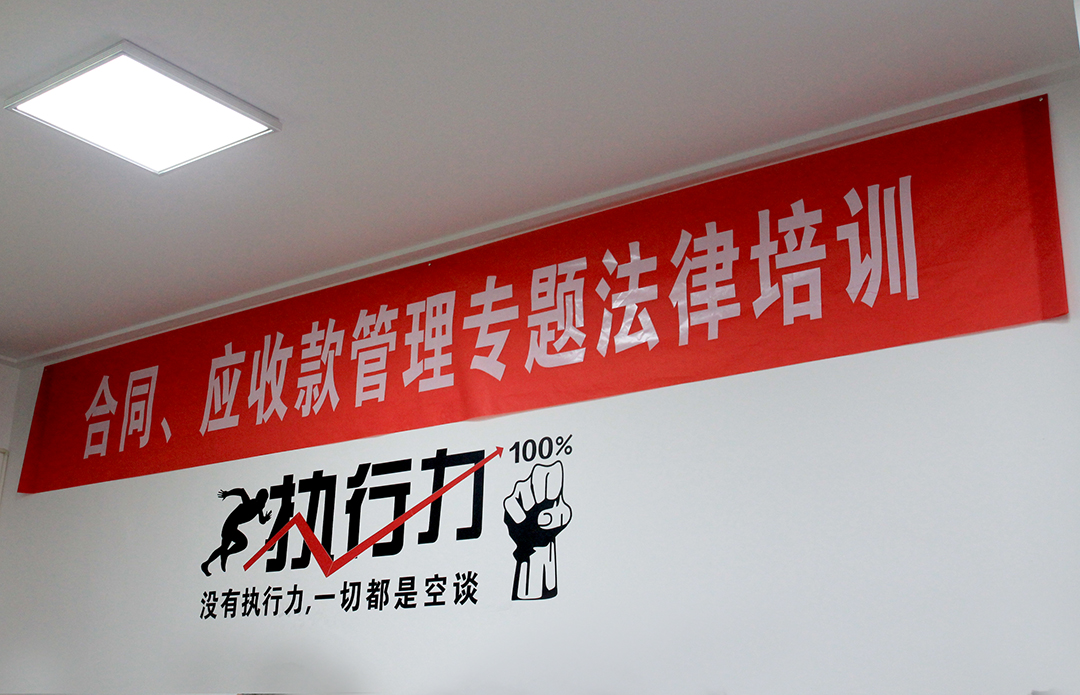 合同、应收款管理专题法律培训
执行力 100%
没有执行力,一切都是空谈